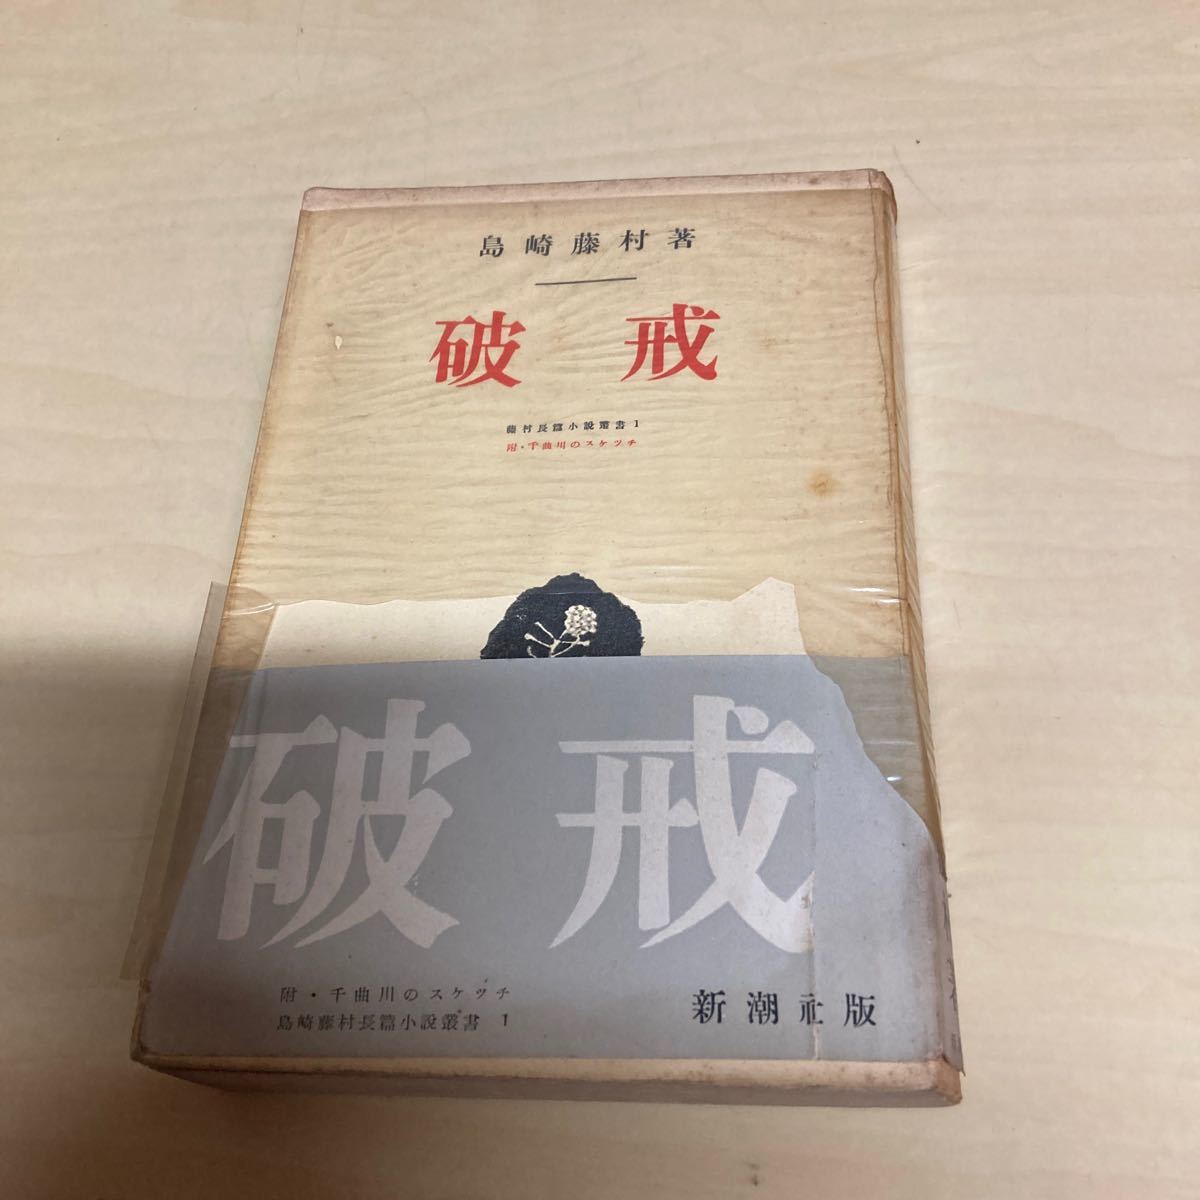 島崎藤村著
破戒
藤村長篇小説叢書1
附・千曲川のスケッチ
破戒
附・千曲川のスケッチ
島崎藤村長篇小説叢書 1
新潮社版